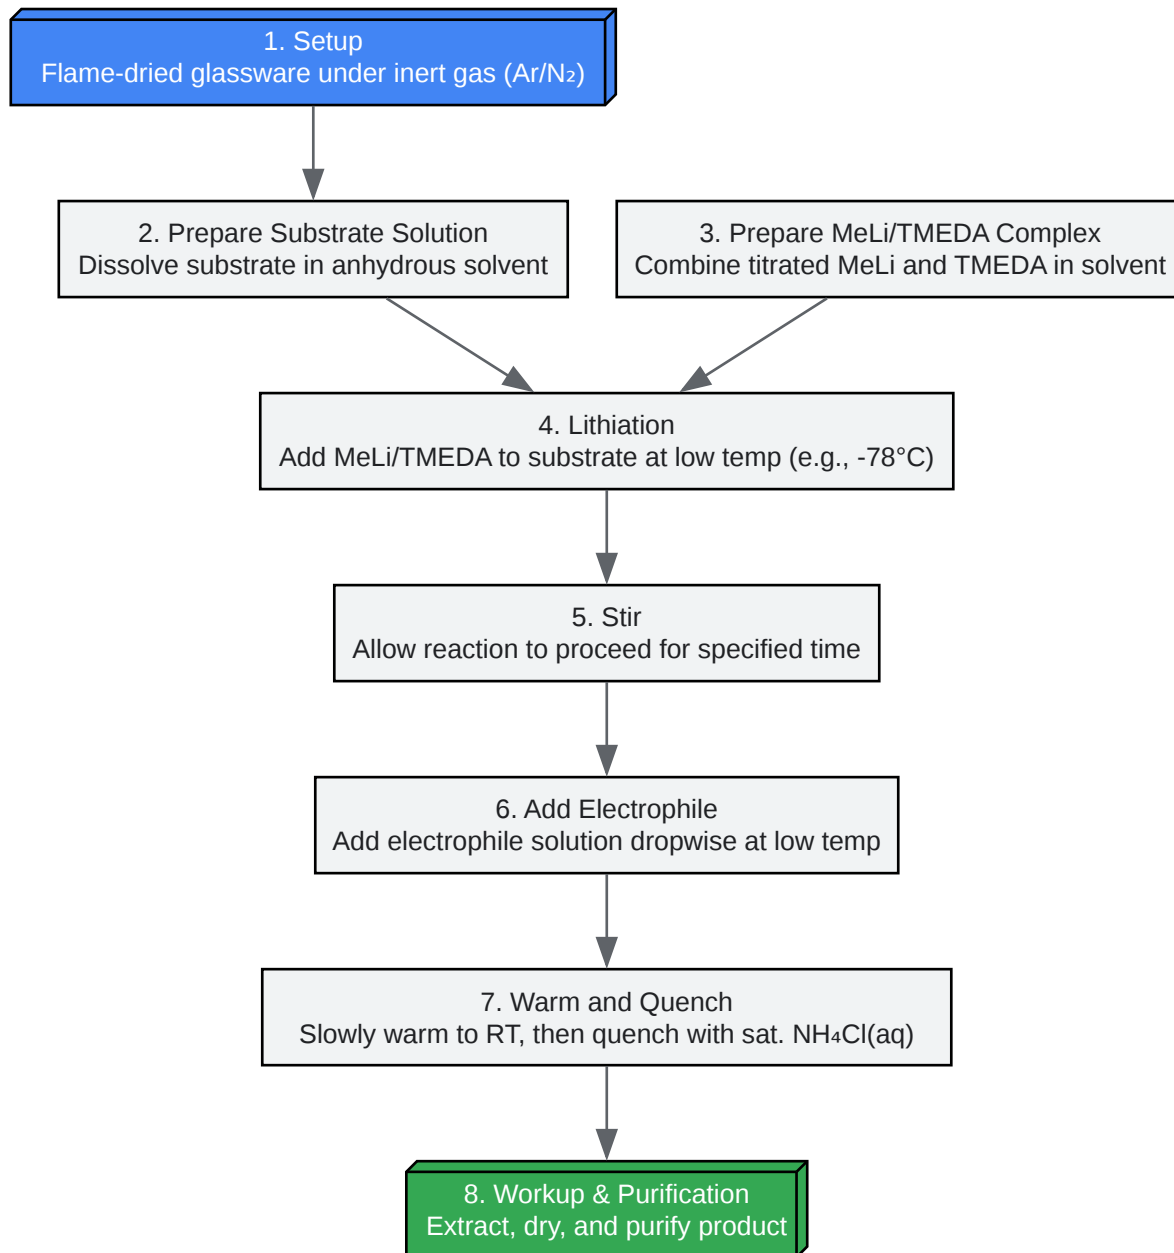 1. Setup
Flame-dried glassware under inert gas (Ar/N₂)
2. Prepare Substrate Solution
Dissolve substrate in anhydrous solvent
3. Prepare MeLi/TMEDA Complex
Combine titrated MeLi and TMEDA in solvent
4. Lithiation
Add MeLi/TMEDA to substrate at low temp (e.g., -78°C)
5. Stir
Allow reaction to proceed for specified time
6. Add Electrophile
Add electrophile solution dropwise at low temp
7. Warm and Quench
Slowly warm to RT, then quench with sat. NH₄Cl(aq)
8. Workup & Purification
Extract, dry, and purify product